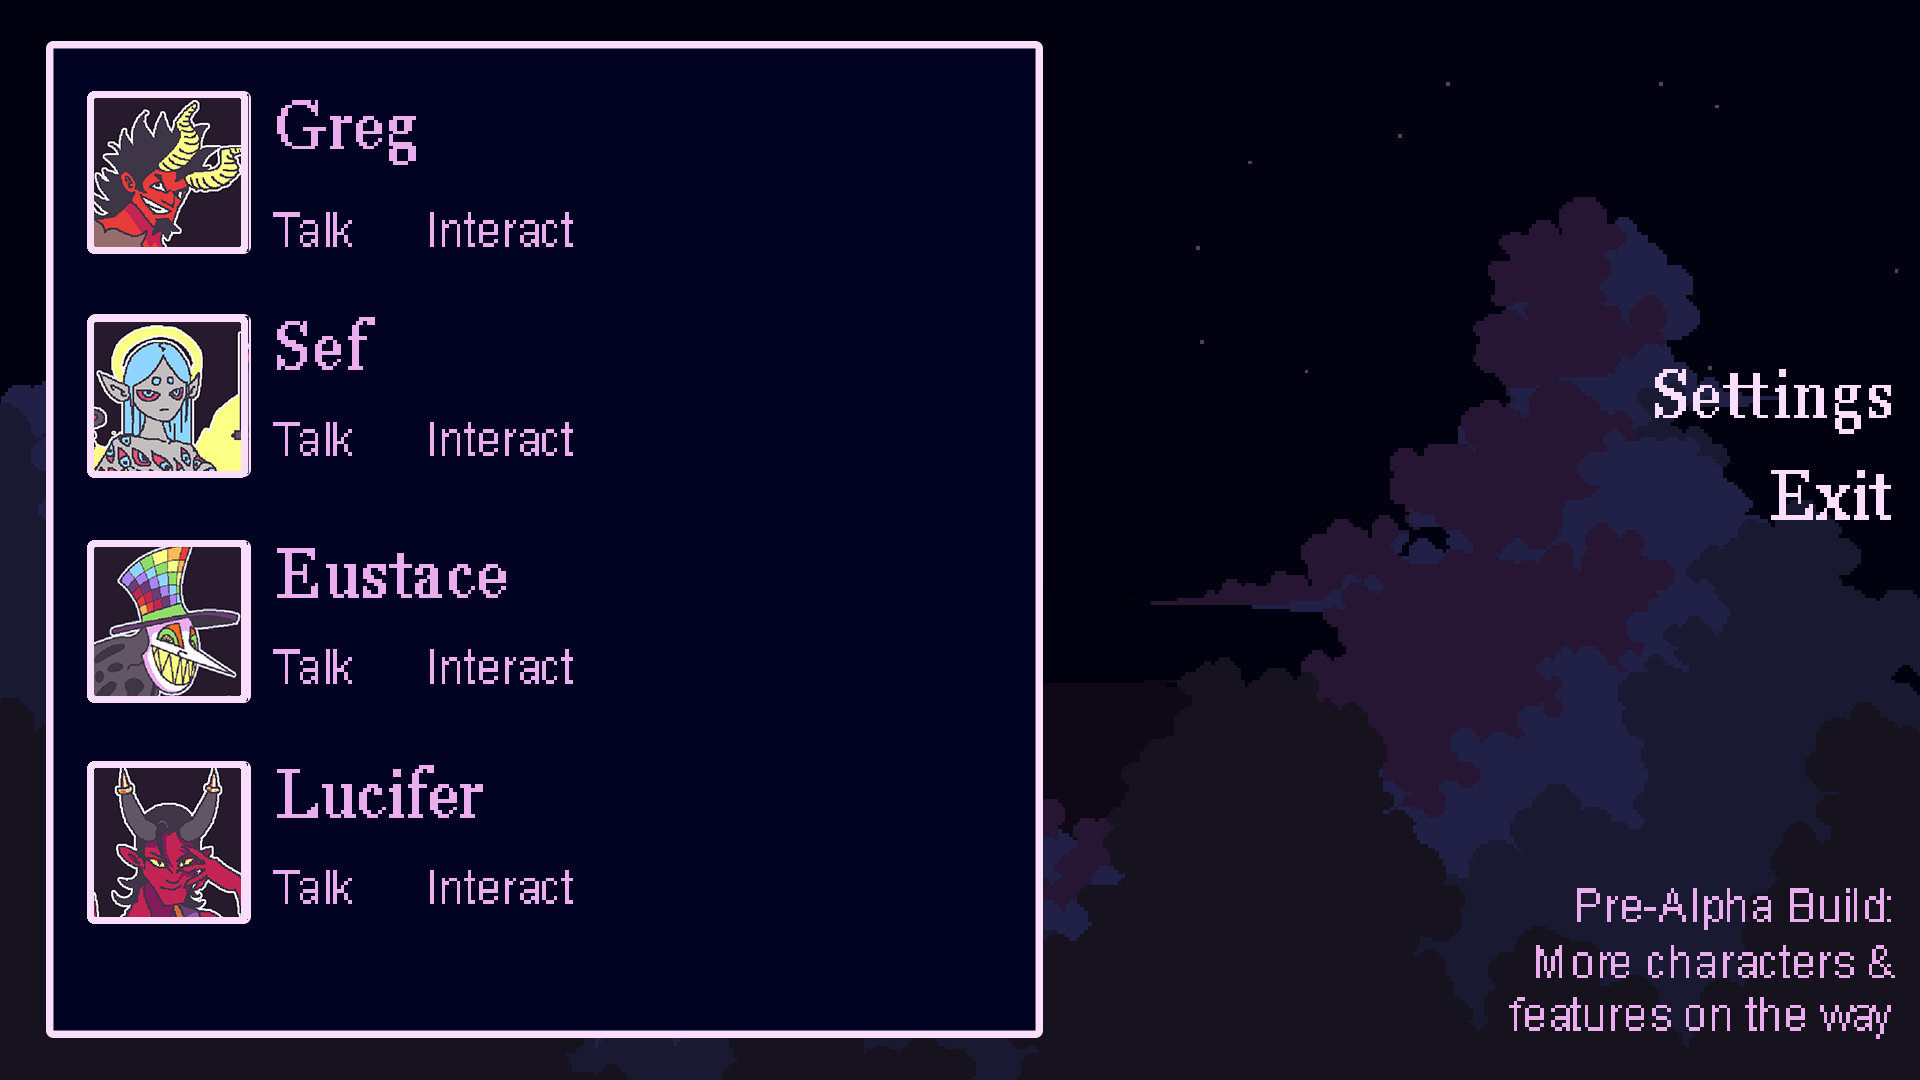 Greg
Talk Interact
Sef
Talk Interact
Eustace
Talk Interact
Lucifer
Talk Interact
Settings
Exit
Pre-Alpha Build:
More characters &
features on the way